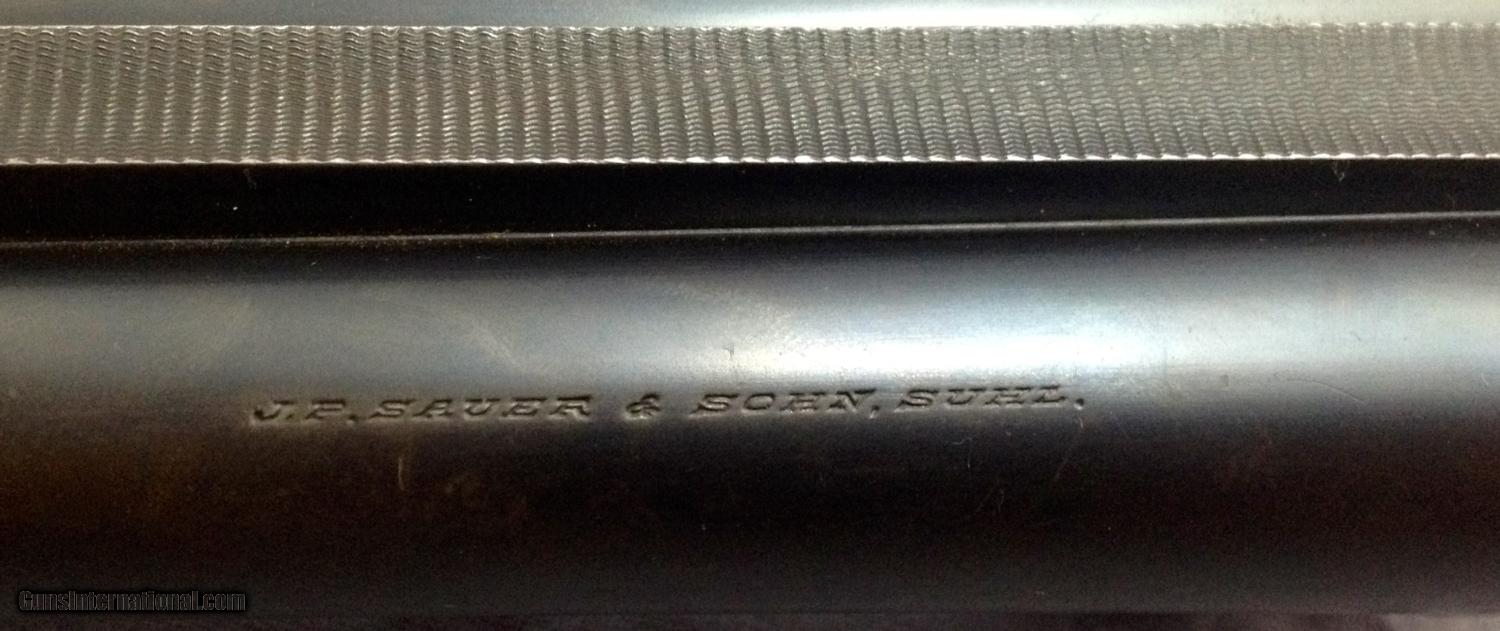 J.P. SAUER & SOHN, SUHL.
GunsInternational.com